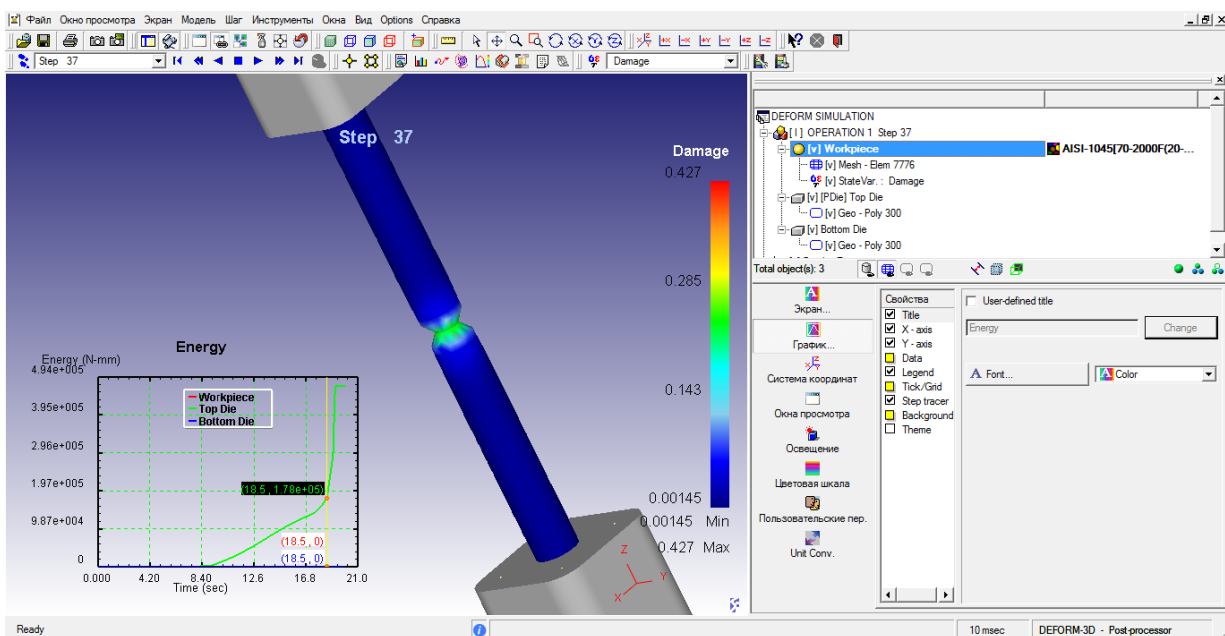 Файл Окно просмотра Экран Модель Шаг Инструменты Окна Вид Options Справка
Step 37
Damage
Step 37
Damage
0.427
0.285
0.143
0.00145
0.00145 Min
0.427 Max
Z
Y
X
Energy
Energy (N-mm)
4.94e+005
3.95e+005
2.96e+005
1.97e+005
9.87e+004
0
Workpiece
Top Die
Bottom Die
(18.5, 1.78e+05)
(18.5, 0)
(18.5, 0)
0.000 4.20 8.40 12.6 16.8 21.0
Time (sec)
DEFORM SIMULATION
[1] OPERATION 1 Step 37
[v] Workpiece
AISI-1045[70-2000F(20-...
[v] Mesh - Elem 7776
[v] StateVar. : Damage
[v] [PDie] Top Die
[v] Geo - Poly 300
[v] Bottom Die
[v] Geo - Poly 300
Total object(s): 3
Экран...
График...
Система координат
Окна просмотра
Освещение
Цветовая шкала
Пользовательские пер.
Unit Conv.
Свойства
Title
X - axis
Y - axis
Data
Legend
Tick/Grid
Step tracer
Background
Theme
User-defined title
Energy
Change
A Font...
Color
Ready
10 msec
DEFORM-3D - Post-processor